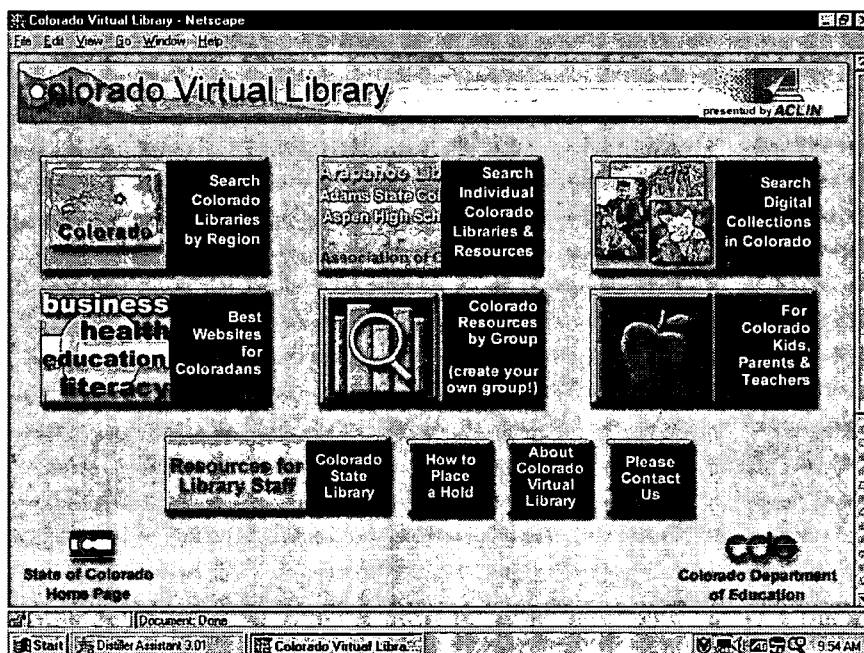 Colorado Virtual Library - Netscape
File Edit View Go Window Help
Colorado Virtual Library
presented by ACLIN
Search
Colorado
Libraries
by Region
Colorado
Arapahoe Lib
Adams State Col
Aspen High Sch
Association of C
Search
Individual
Colorado
Libraries &
Resources
Search
Digital
Collections
in Colorado
business
health
education
literacy
Best
Websites
for
Coloradans
Colorado
Resources
by Group
(create your
own group!)
For
Colorado
Kids,
Parents &
Teachers
Resources for
Library Staff
Colorado
State
Library
How to
Place
a Hold
About
Colorado
Virtual
Library
Please
Contact
Us
State of Colorado
Home Page
cde
Colorado Department
of Education
Document: Done
Start
Distiller Assistant 3.01
Colorado Virtual Libra...
9:54 AM